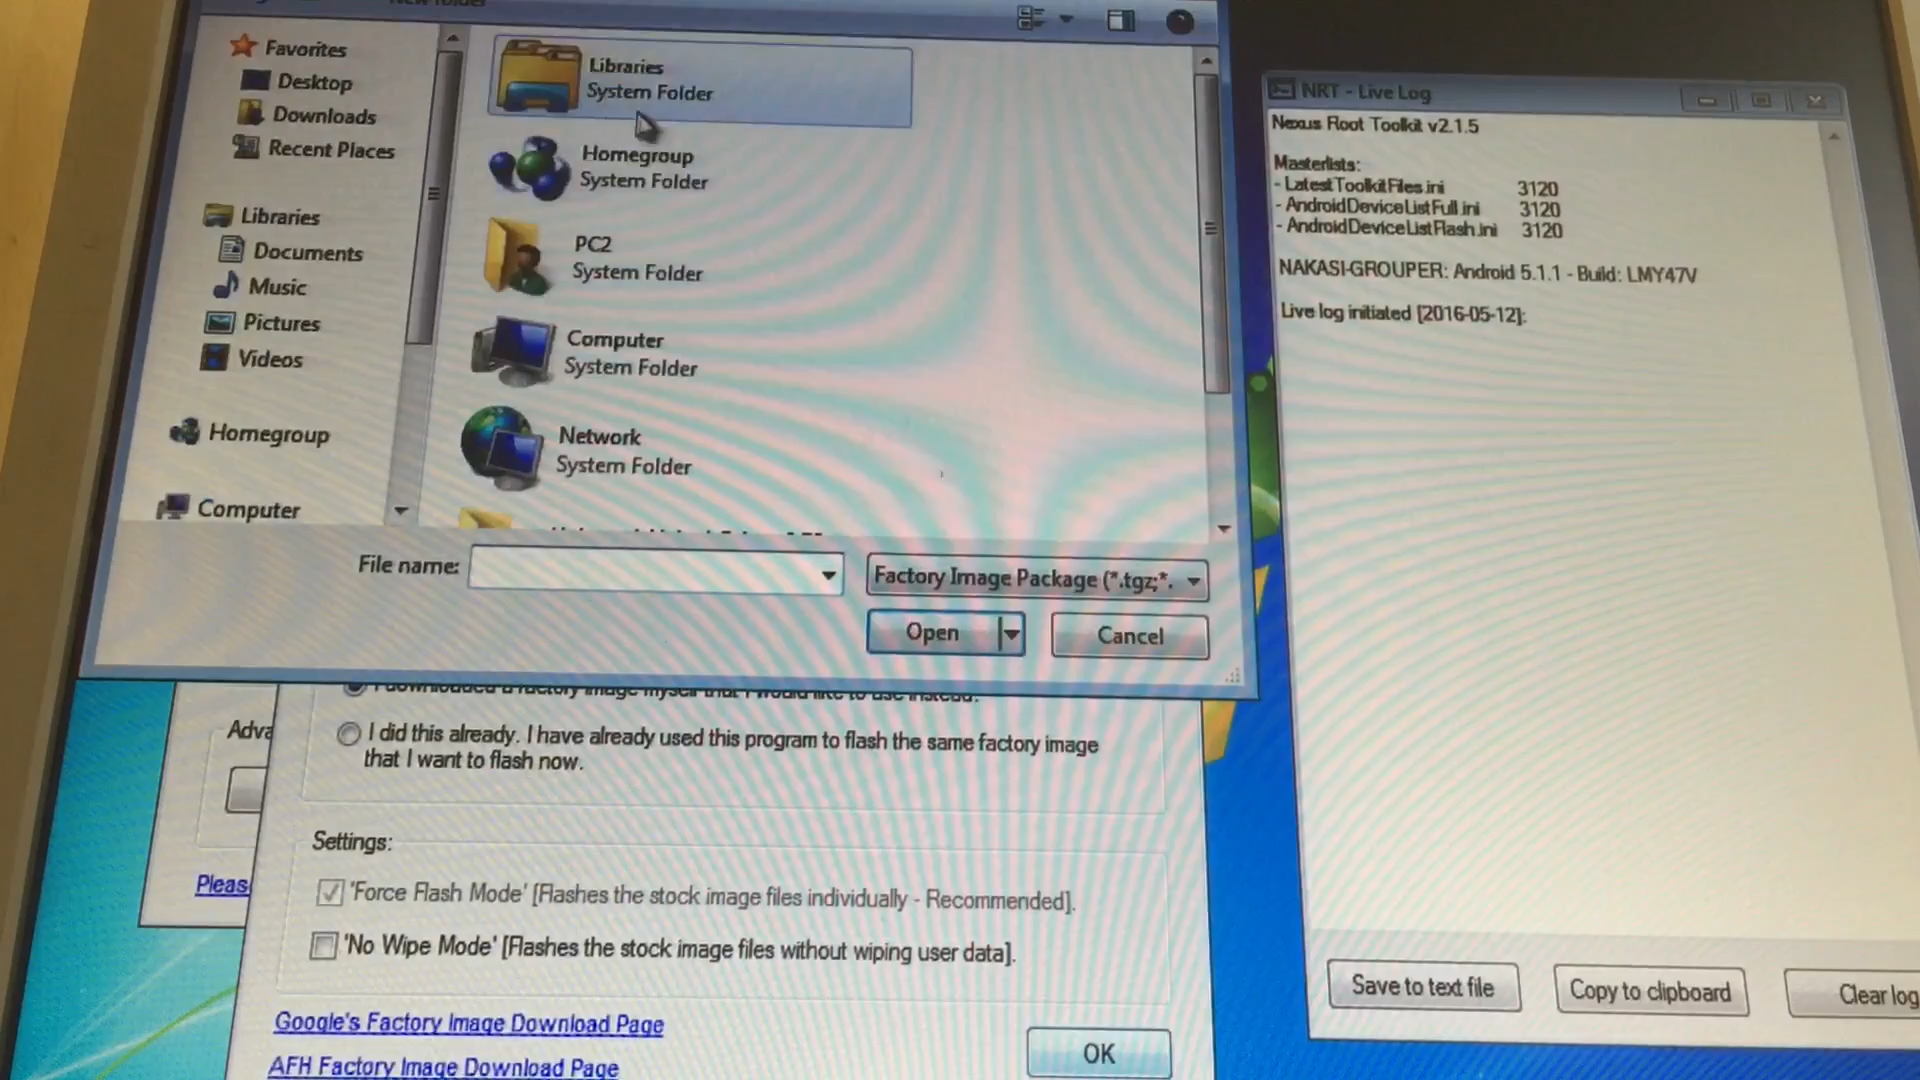 New folder
Favorites
Desktop
Downloads
Recent Places
Libraries
Documents
Music
Pictures
Videos
Homegroup
Computer
Libraries
System Folder
Homegroup
System Folder
PC2
System Folder
Computer
System Folder
Network
System Folder
File name:
Factory Image Package (*.tgz;*.
Open
Cancel
I downloaded a factory image myself that I would like to use instead.
I did this already. I have already used this program to flash the same factory image
that I want to flash now.
Adva
Pleas
Settings:
'Force Flash Mode' [Flashes the stock image files individually - Recommended].
'No Wipe Mode' [Flashes the stock image files without wiping user data].
Google's Factory Image Download Page
AFH Factory Image Download Page
OK
NRT - Live Log
Nexus Root Toolkit v2.1.5
Masterlists:
- LatestToolkitFiles.ini 3120
- AndroidDeviceListFull.ini 3120
- AndroidDeviceListFlash.ini 3120
NAKASI-GROUPER: Android 5.1.1 - Build: LMY47V
Live log initiated [2016-05-12]:
Save to text file
Copy to clipboard
Clear log